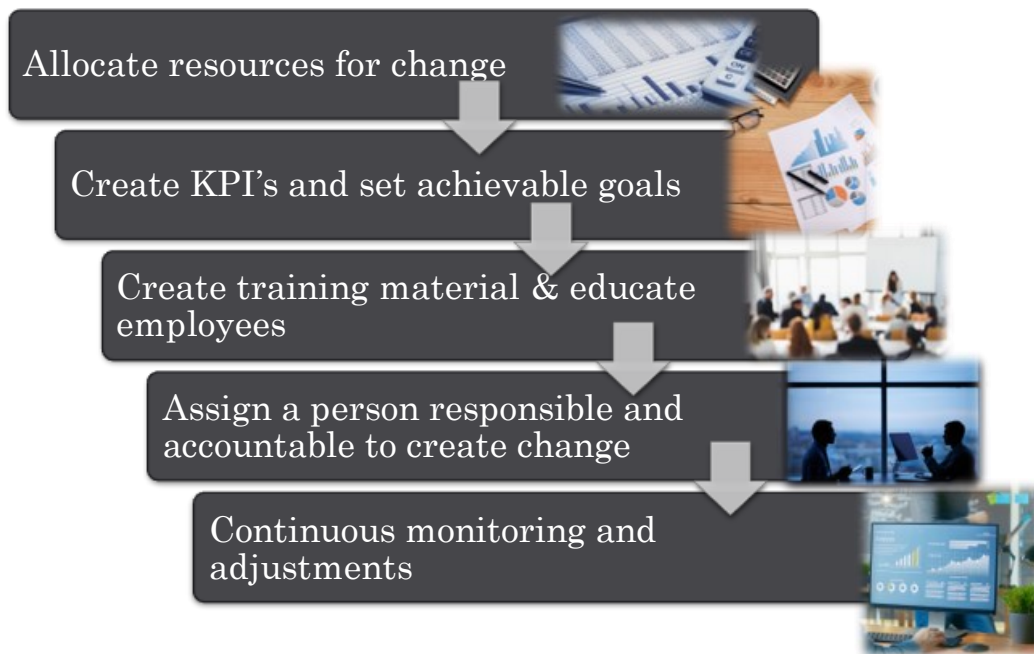 Allocate resources for change
Create KPI's and set achievable goals
Create training material & educate
employees
Assign a person responsible and
accountable to create change
Continuous monitoring and
adjustments